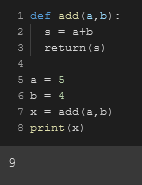 1 def add(a,b):
2   s = a+b
3   return(s)
4
5 a = 5
6 b = 4
7 x = add(a,b)
8 print(x)
9